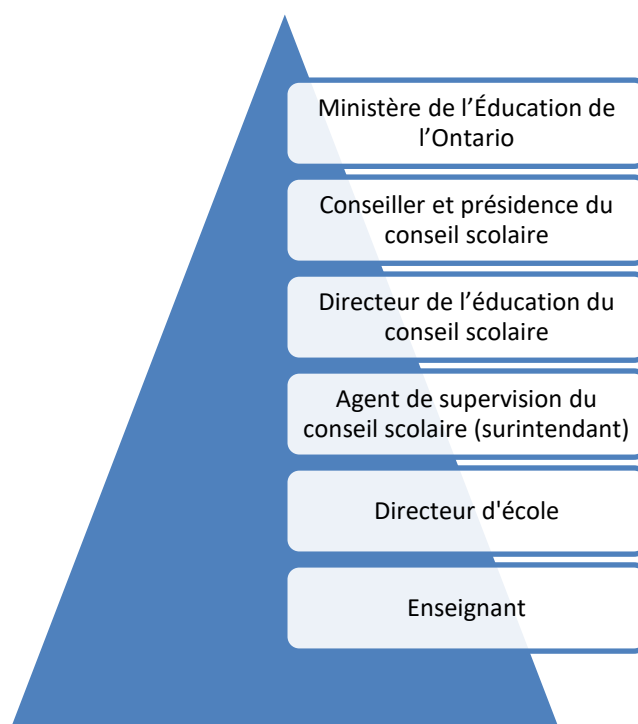 Ministère de l’Éducation de
l’Ontario
Conseiller et présidence du
conseil scolaire
Directeur de l’éducation du
conseil scolaire
Agent de supervision du
conseil scolaire (surintendant)
Directeur d'école
Enseignant